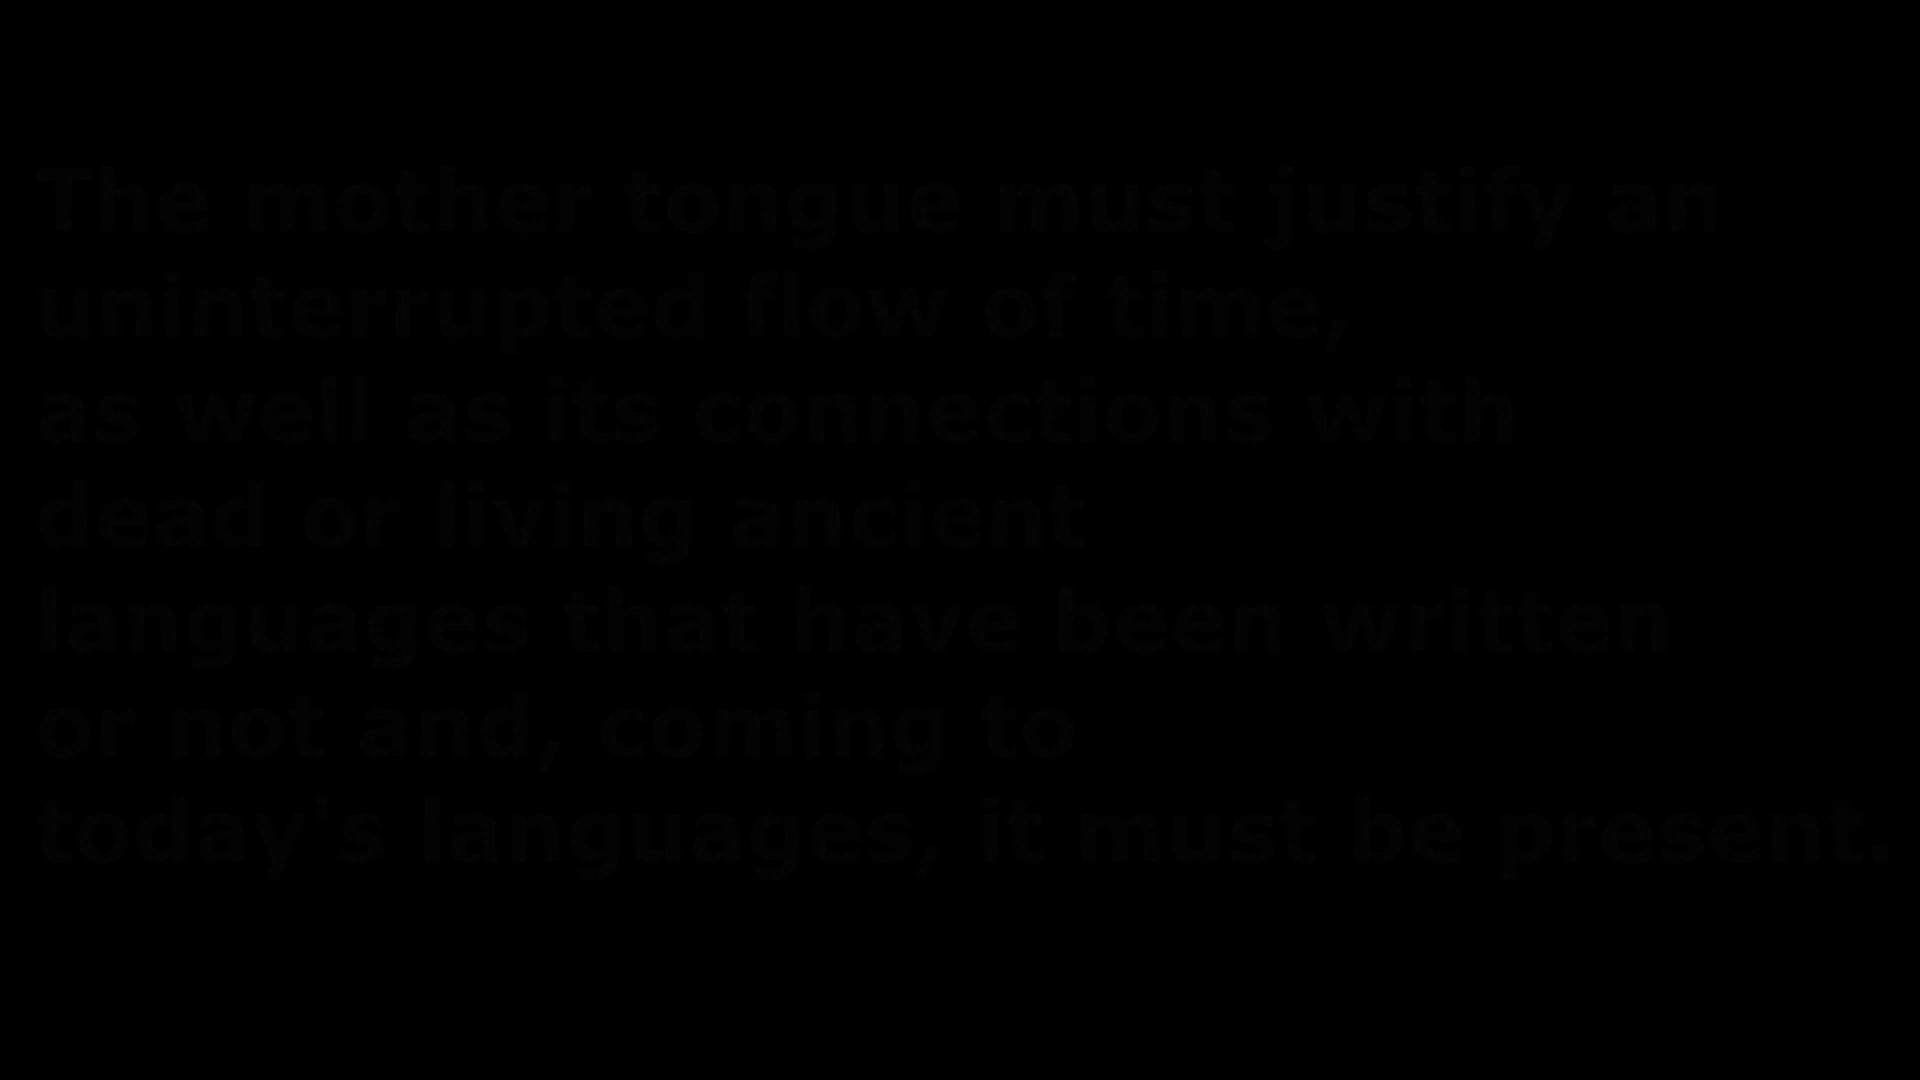 The mother tongue must justify an
uninterrupted flow of time,
as well as its connections with
dead or living ancient
languages that have been written
or not and, coming to
today's languages, it must be present.